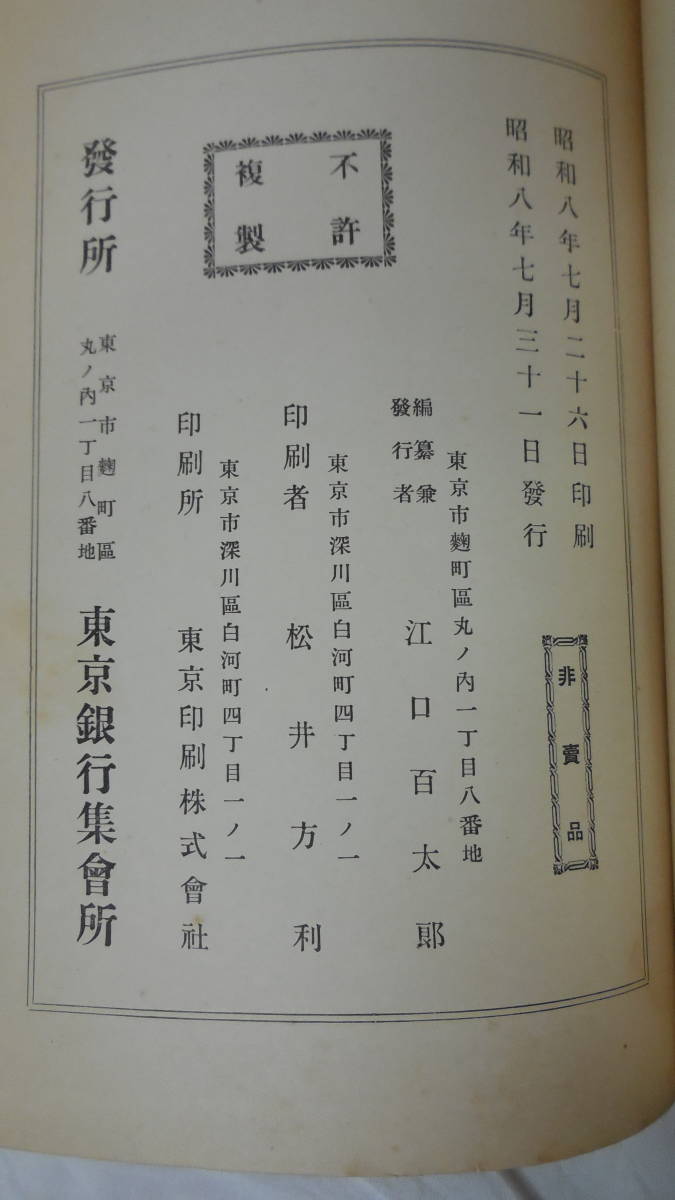 昭和八年七月二十六日印刷
昭和八年七月三十一日發行
非賣品
不許
複製
東京市麴町區丸ノ內一丁目八番地
編纂兼
發行者
江口百太郎
東京市深川區白河町四丁目一ノ一
印刷者 松井方利
東京市深川區白河町四丁目一ノ一
印刷所 東京印刷株式會社
發行所
東京市麴町區
丸ノ內一丁目八番地
東京銀行集會所